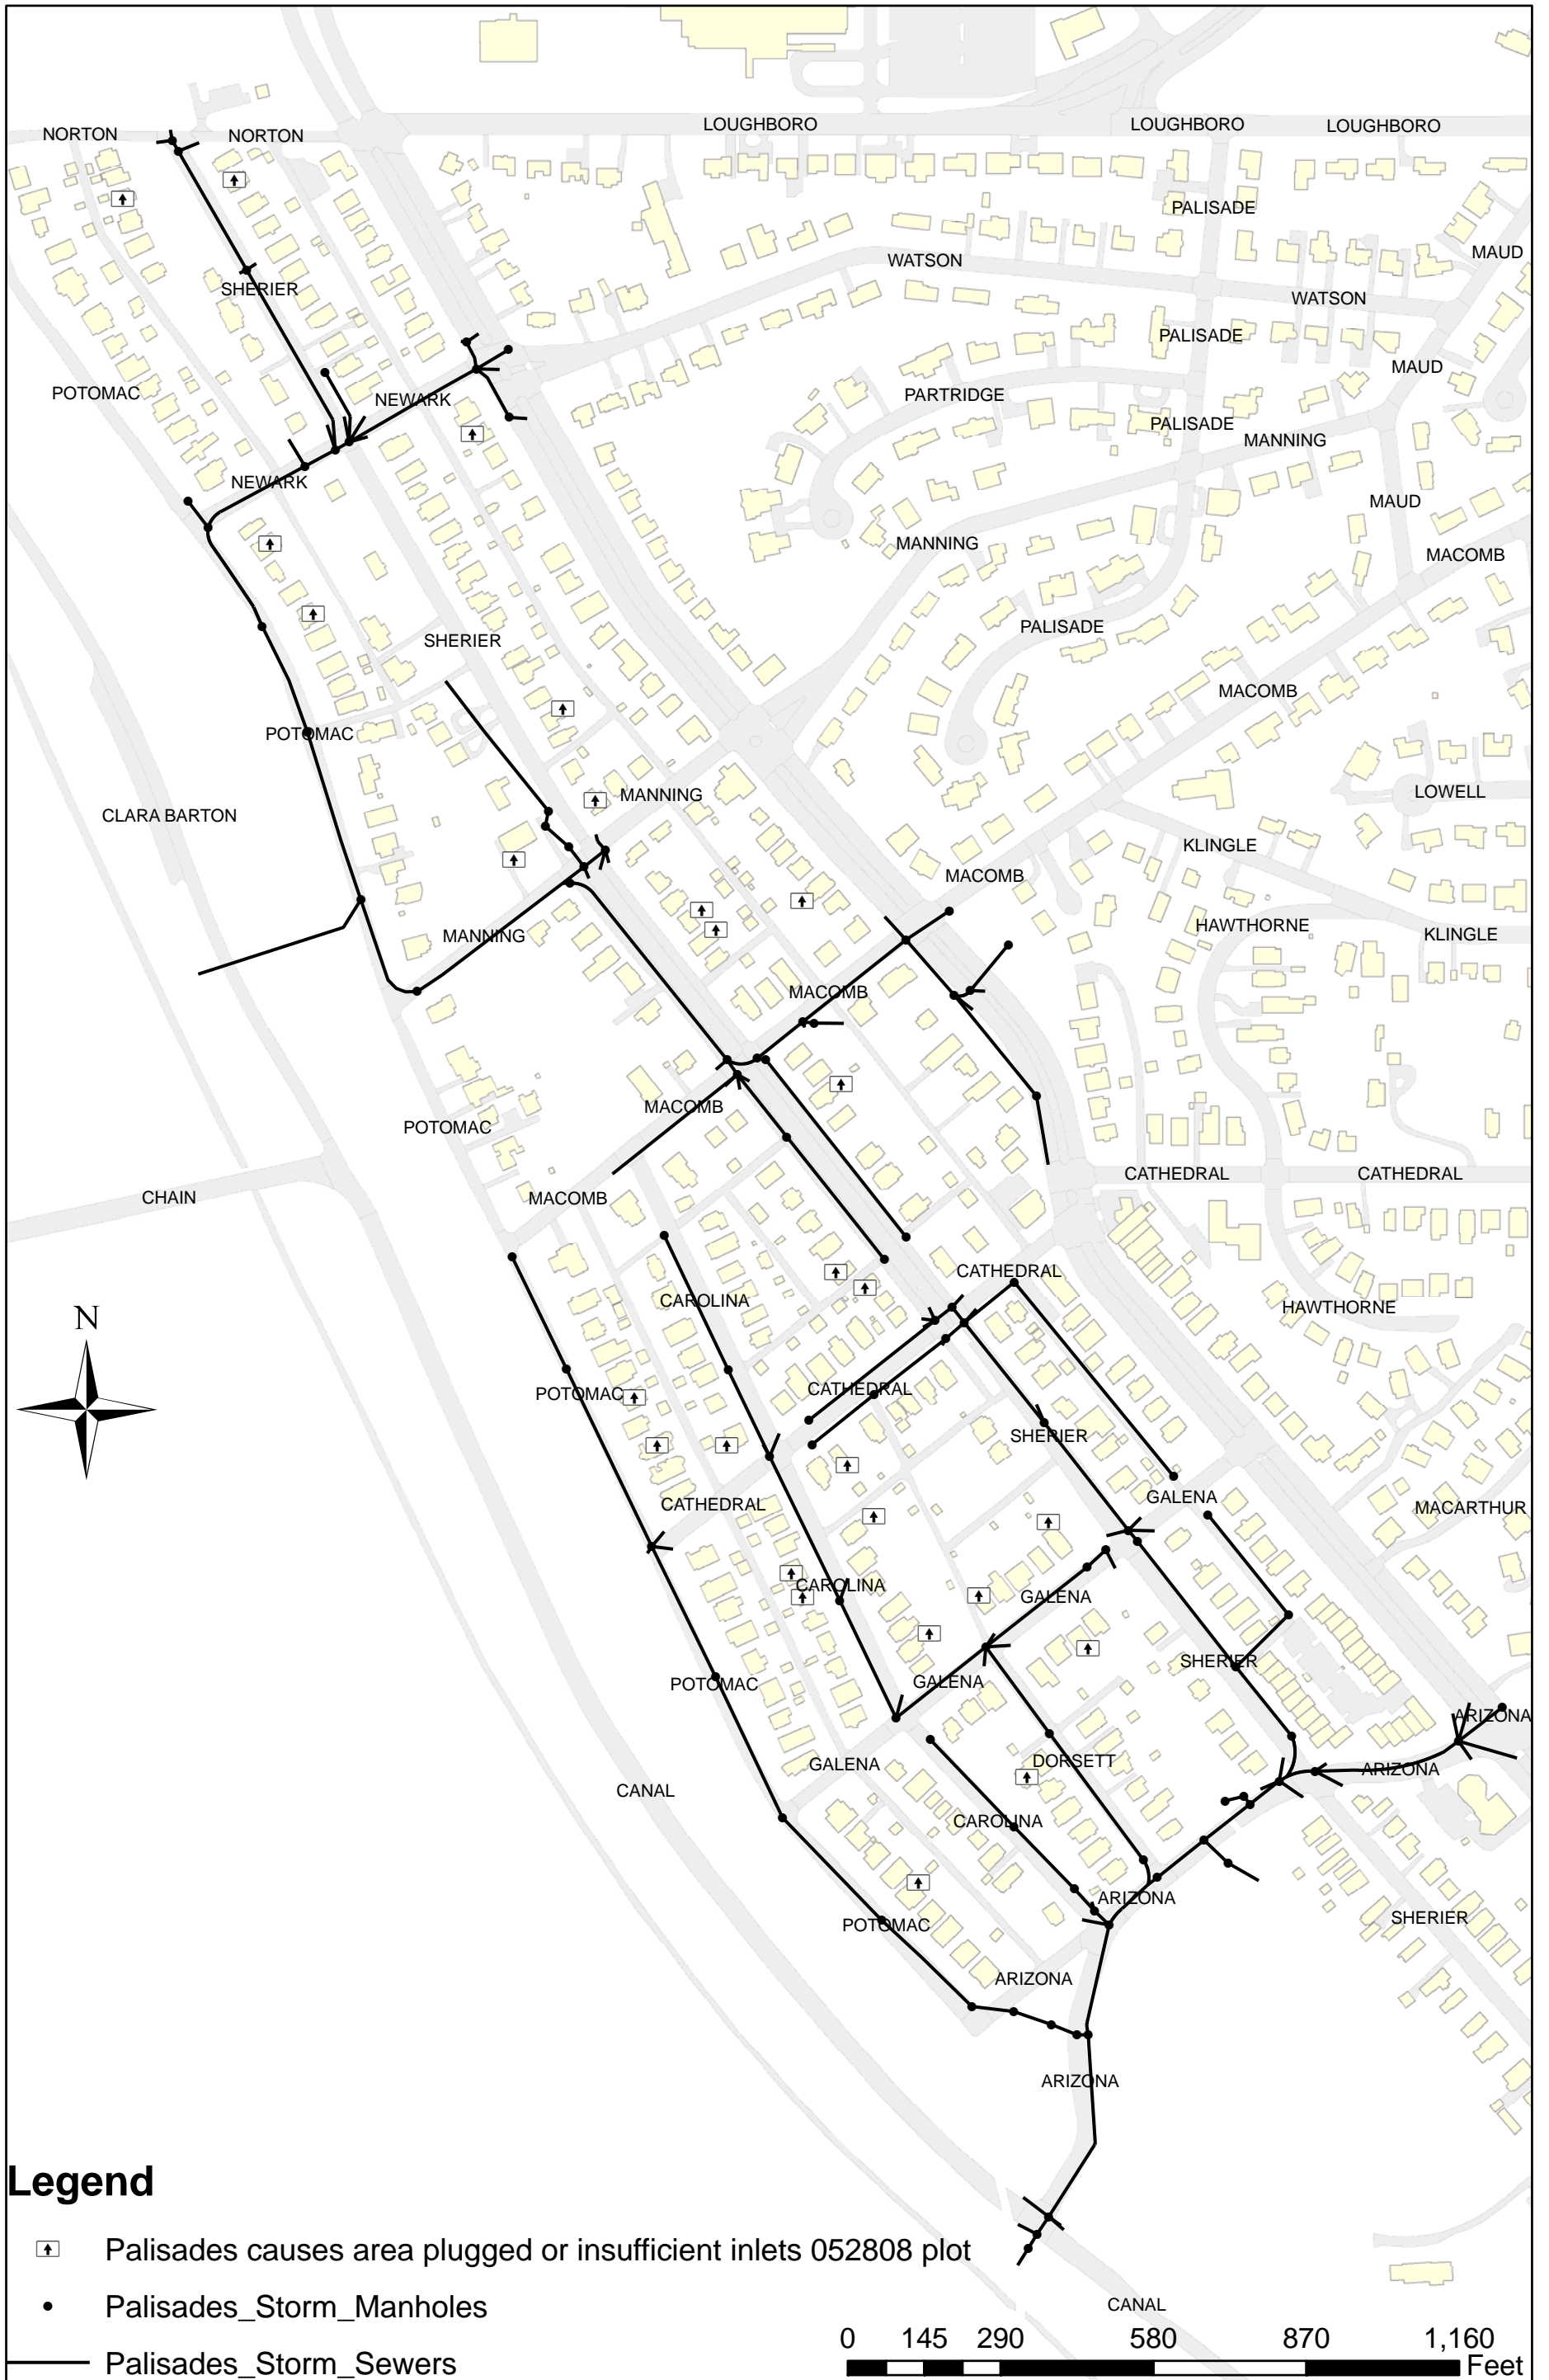 LOUGHBORO LOUGHBORO LOUGHBORO
NORTON NORTON
PALISADE
MAUD
WATSON
SHERIER
WATSON
PALISADE
MAUD
POTOMAC
PARTRIDGE
NEWARK
PALISADE
MANNING
NEWARK
MAUD
MANNING
MACOMB
PALISADE
SHERIER
MACOMB
POTOMAC
LOWELL
MANNING
CLARA BARTON
KLINGLE
MACOMB
HAWTHORNE
KLINGLE
MANNING
MACOMB
MACOMB
POTOMAC
CATHEDRAL CATHEDRAL
CHAIN
MACOMB
CATHEDRAL
N
CAROLINA
HAWTHORNE
CATHEDRAL
POTOMAC
SHERIER
GALENA
CATHEDRAL
MACARTHUR
CAROLINA
GALENA
SHERIER
GALENA
POTOMAC
ARIZONA
DORSETT
GALENA
ARIZONA
CANAL
CAROLINA
ARIZONA
SHERIER
POTOMAC
ARIZONA
ARIZONA
Legend
Palisades causes area plugged or insufficient inlets 052808 plot
CANAL
Palisades_Storm_Manholes
0 145 290 580 870 1,160
Palisades_Storm_Sewers
Feet